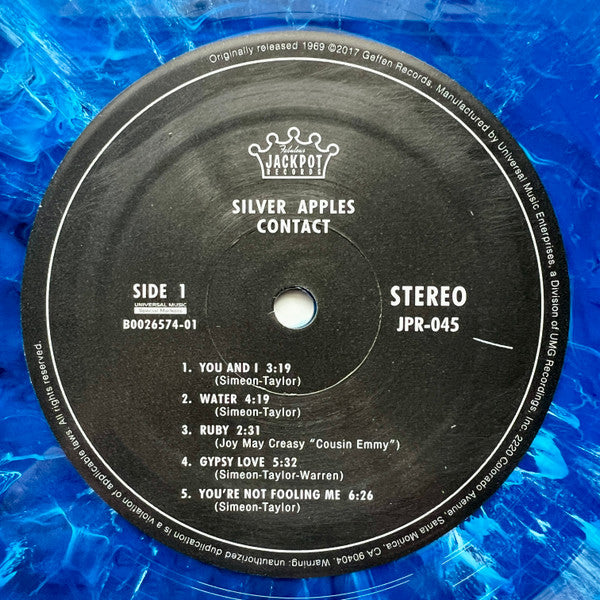 Originally released 1969 ©2017 Geffen Records, Manufactured by Universal Music Enterprises, a Division of UMG Recordings, Inc. 2220 Colorado Avenue, Santa Monica, CA 90404. Warning: unauthorized duplication is a violation of applicable laws. All rights reserved.
Fabulous
JACKPOT
RECORDS
SILVER APPLES
CONTACT
SIDE 1
UNIVERSAL MUSIC
Special Markets
B0026574-01
STEREO
JPR-045
1. YOU AND I 3:19
(Simeon-Taylor)
2. WATER 4:19
(Simeon-Taylor)
3. RUBY 2:31
(Joy May Creasy “Cousin Emmy”)
4. GYPSY LOVE 5:32
(Simeon-Taylor-Warren)
5. YOU'RE NOT FOOLING ME 6:26
(Simeon-Taylor)